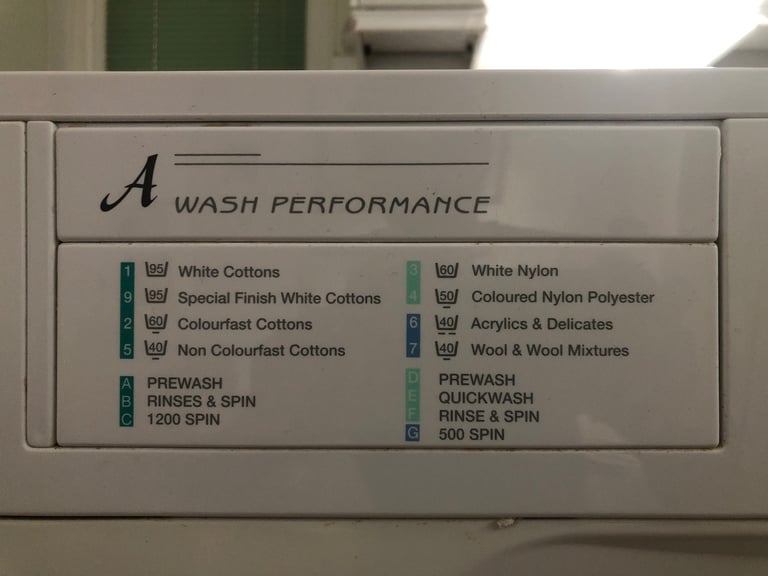 A WASH PERFORMANCE
1 95 White Cottons
9 95 Special Finish White Cottons
2 60 Colourfast Cottons
5 40 Non Colourfast Cottons
A PREWASH
B RINSES & SPIN
C 1200 SPIN
3 60 White Nylon
4 50 Coloured Nylon Polyester
6 40 Acrylics & Delicates
7 40 Wool & Wool Mixtures
D PREWASH
E QUICKWASH
F RINSE & SPIN
G 500 SPIN